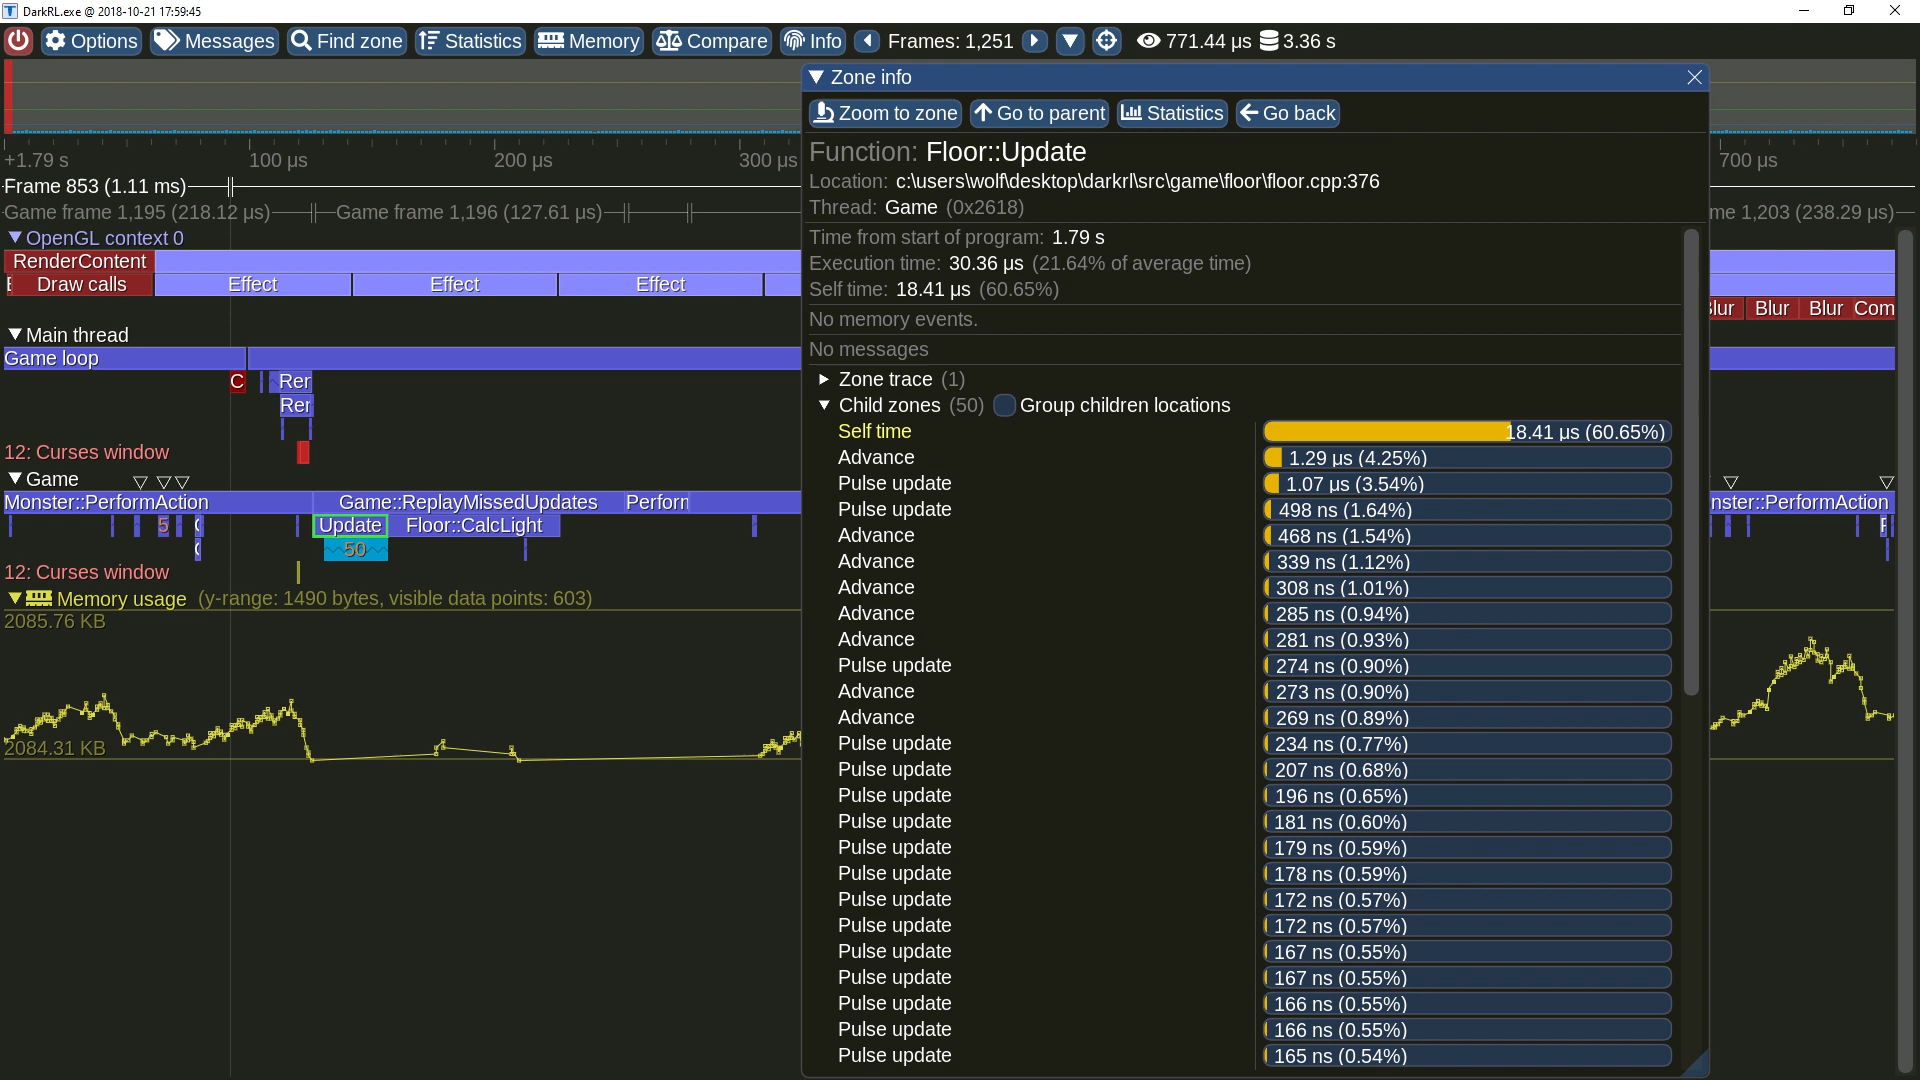 DarkRL.exe @ 2018-10-21 17:59:45
Options Messages Find zone Statistics Memory Compare Info Frames: 1,251 771.44 μs 3.36 s
+1.79 s 100 μs 200 μs 300 μs 700 μs
Frame 853 (1.11 ms)
Game frame 1,195 (218.12 μs) Game frame 1,196 (127.61 μs) me 1,203 (238.29 μs)
OpenGL context 0
RenderContent
Draw calls Effect Effect Effect
Blur Blur Com
Main thread
Game loop
C Rer
Rer
12: Curses window
Game
Monster::PerformAction Game::ReplayMissedUpdates Perforn nster::PerformAction
5 Update Floor::CalcLight
50
12: Curses window
Memory usage (y-range: 1490 bytes, visible data points: 603)
2085.76 KB
2084.31 KB
Zone info
Zoom to zone Go to parent Statistics Go back
Function: Floor::Update
Location: c:\users\wolf\desktop\darkrl\src\game\floor\floor.cpp:376
Thread: Game (0x2618)
Time from start of program: 1.79 s
Execution time: 30.36 μs (21.64% of average time)
Self time: 18.41 μs (60.65%)
No memory events.
No messages
Zone trace (1)
Child zones (50) Group children locations
Self time 18.41 μs (60.65%)
Advance 1.29 μs (4.25%)
Pulse update 1.07 μs (3.54%)
Pulse update 498 ns (1.64%)
Advance 468 ns (1.54%)
Advance 339 ns (1.12%)
Advance 308 ns (1.01%)
Advance 285 ns (0.94%)
Advance 281 ns (0.93%)
Pulse update 274 ns (0.90%)
Advance 273 ns (0.90%)
Advance 269 ns (0.89%)
Pulse update 234 ns (0.77%)
Pulse update 207 ns (0.68%)
Pulse update 196 ns (0.65%)
Pulse update 181 ns (0.60%)
Pulse update 179 ns (0.59%)
Pulse update 178 ns (0.59%)
Pulse update 172 ns (0.57%)
Pulse update 172 ns (0.57%)
Pulse update 167 ns (0.55%)
Pulse update 167 ns (0.55%)
Pulse update 166 ns (0.55%)
Pulse update 166 ns (0.55%)
Pulse update 165 ns (0.54%)